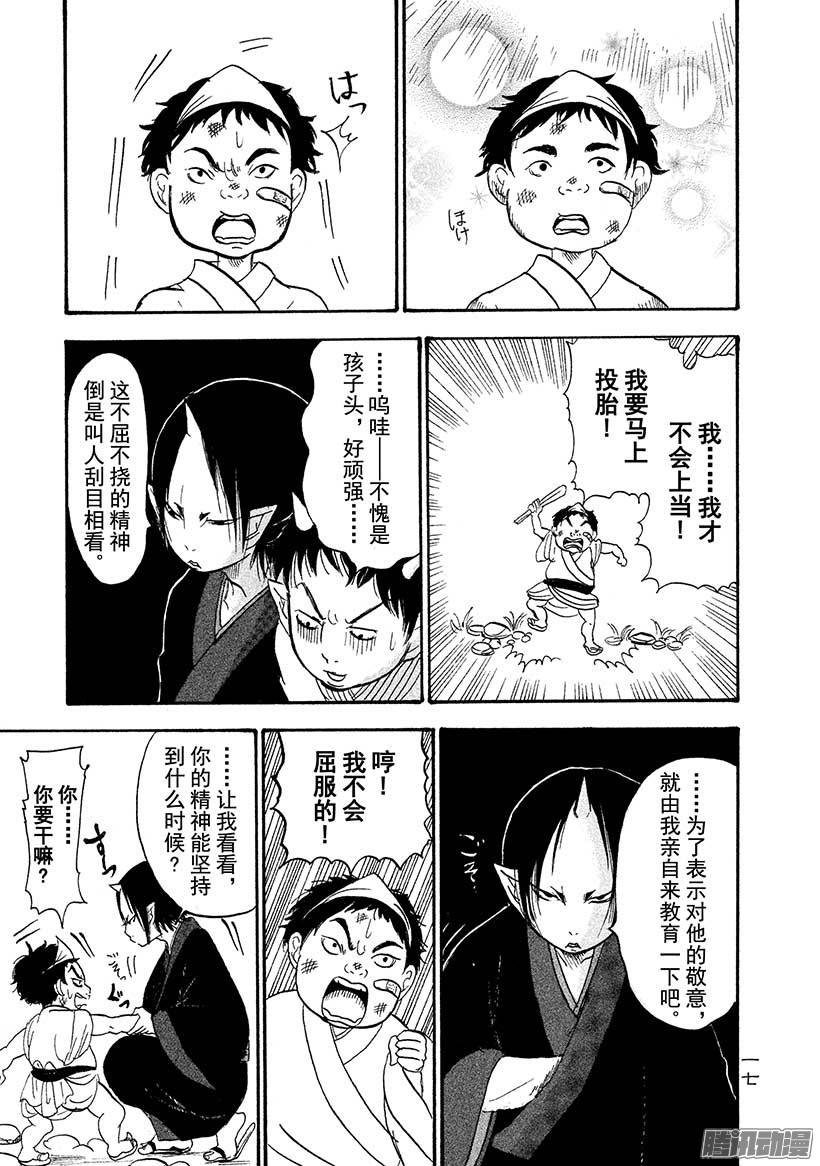 ほけ
はっ
我……我才
不会上当！
我要马上
投胎！
……呜哇——不愧是
孩子头，好顽强……
这不屈不挠的精神
倒是叫人刮目相看。
……为了表示对他的敬意，
就由我亲自来教育一下吧。
哼！
我不会
屈服的！
……让我看看，
你的精神能坚持
到什么时候？
你……
你要干嘛？
すっ
ぐっ
一七
腾讯动漫